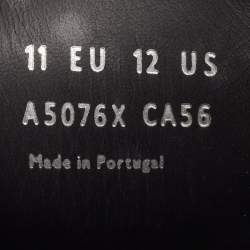 11 EU 12 US
A5076X CA56
Made in Portugal